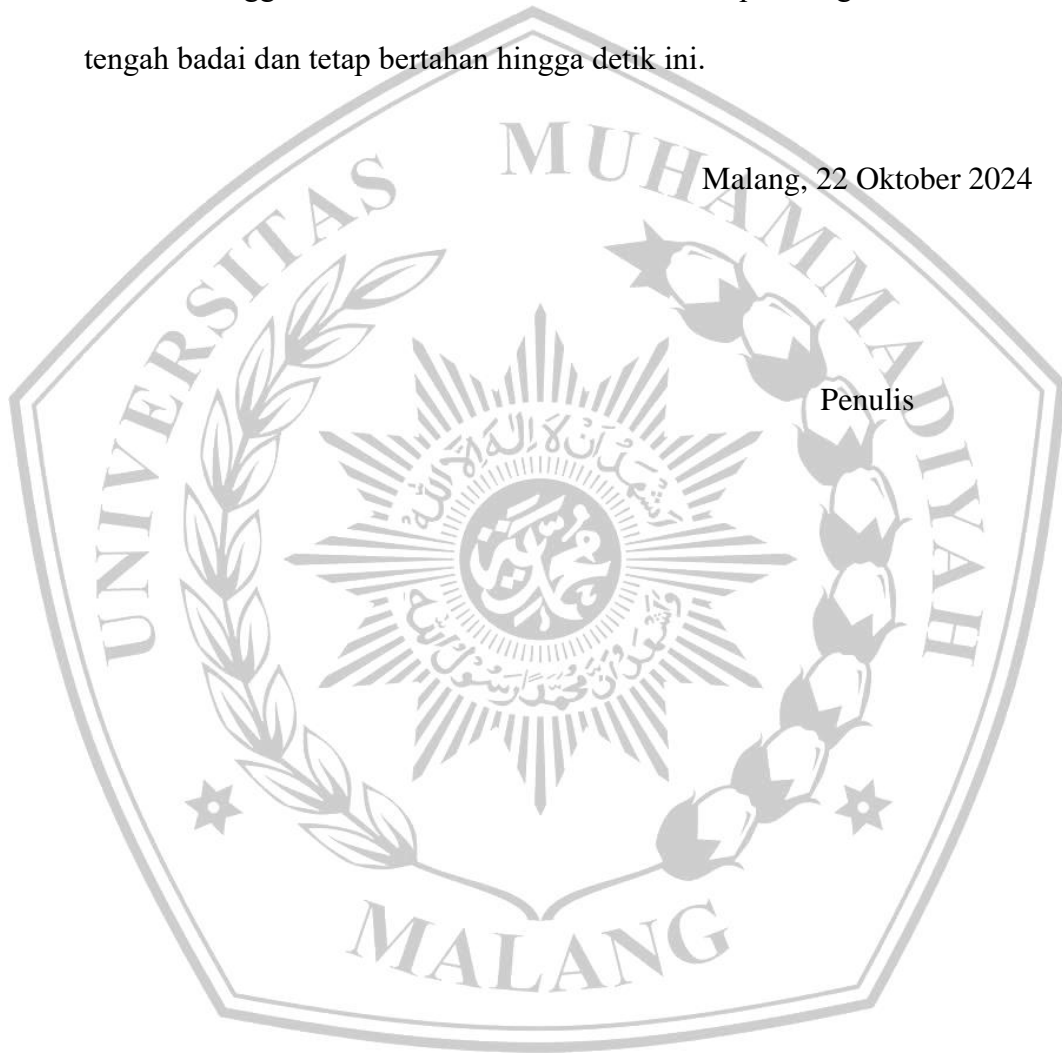 tengah badai dan tetap bertahan hingga detik ini.
Malang, 22 Oktober 2024
Penulis
UNIVERSITAS MUHAMMADIYAH
MALANG